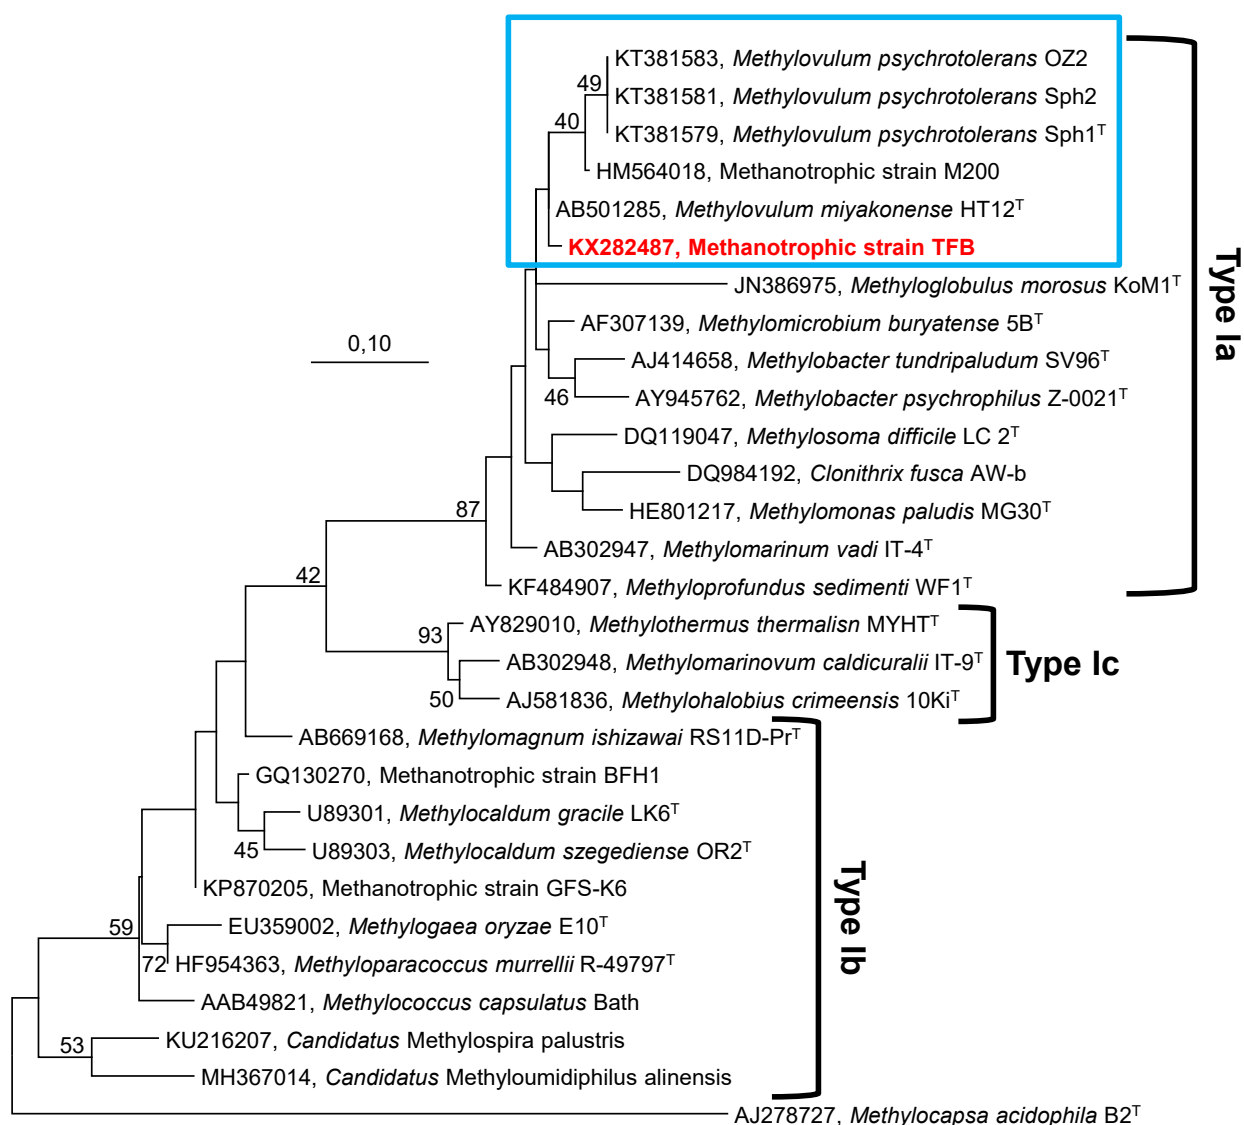 KT381583, Methylovulum psychrotolerans OZ2
49
KT381581, Methylovulum psychrotolerans Sph2
40
KT381579, Methylovulum psychrotolerans Sph1ᵀ
HM564018, Methanotrophic strain M200
AB501285, Methylovulum miyakonense HT12ᵀ
KX282487, Methanotrophic strain TFB
JN386975, Methyloglobulus morosus KoM1ᵀ
Type Ia
AF307139, Methylomicrobium buryatense 5Bᵀ
0,10
AJ414658, Methylobacter tundripaludum SV96ᵀ
46
AY945762, Methylobacter psychrophilus Z-0021ᵀ
DQ119047, Methylosoma difficile LC 2ᵀ
DQ984192, Clonithrix fusca AW-b
87
HE801217, Methylomonas paludis MG30ᵀ
AB302947, Methylomarinum vadi IT-4ᵀ
42
KF484907, Methyloprofundus sedimenti WF1ᵀ
93
AY829010, Methylothermus thermalisn MYHTᵀ
AB302948, Methylomarinovum caldicuralii IT-9ᵀ
Type Ic
50
AJ581836, Methylohalobius crimeensis 10Kiᵀ
AB669168, Methylomagnum ishizawai RS11D-Prᵀ
GQ130270, Methanotrophic strain BFH1
U89301, Methylocaldum gracile LK6ᵀ
45
U89303, Methylocaldum szegediense OR2ᵀ
KP870205, Methanotrophic strain GFS-K6
Type Ib
59
EU359002, Methylogaea oryzae E10ᵀ
72
HF954363, Methyloparacoccus murrellii R-49797ᵀ
AAB49821, Methylococcus capsulatus Bath
53
KU216207, Candidatus Methylospira palustris
MH367014, Candidatus Methyloumidiphilus alinensis
AJ278727, Methylocapsa acidophila B2ᵀ